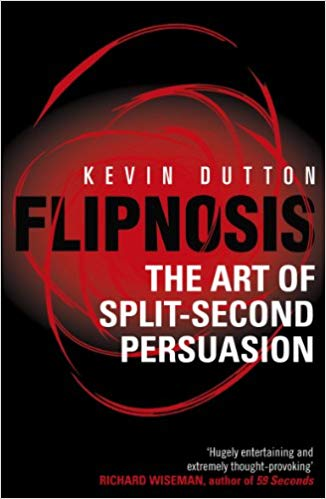 KEVIN DUTTON
FLIPNOSIS
THE ART OF
SPLIT-SECOND
PERSUASION
'Hugely entertaining and
extremely thought-provoking'
RICHARD WISEMAN, author of 59 Seconds